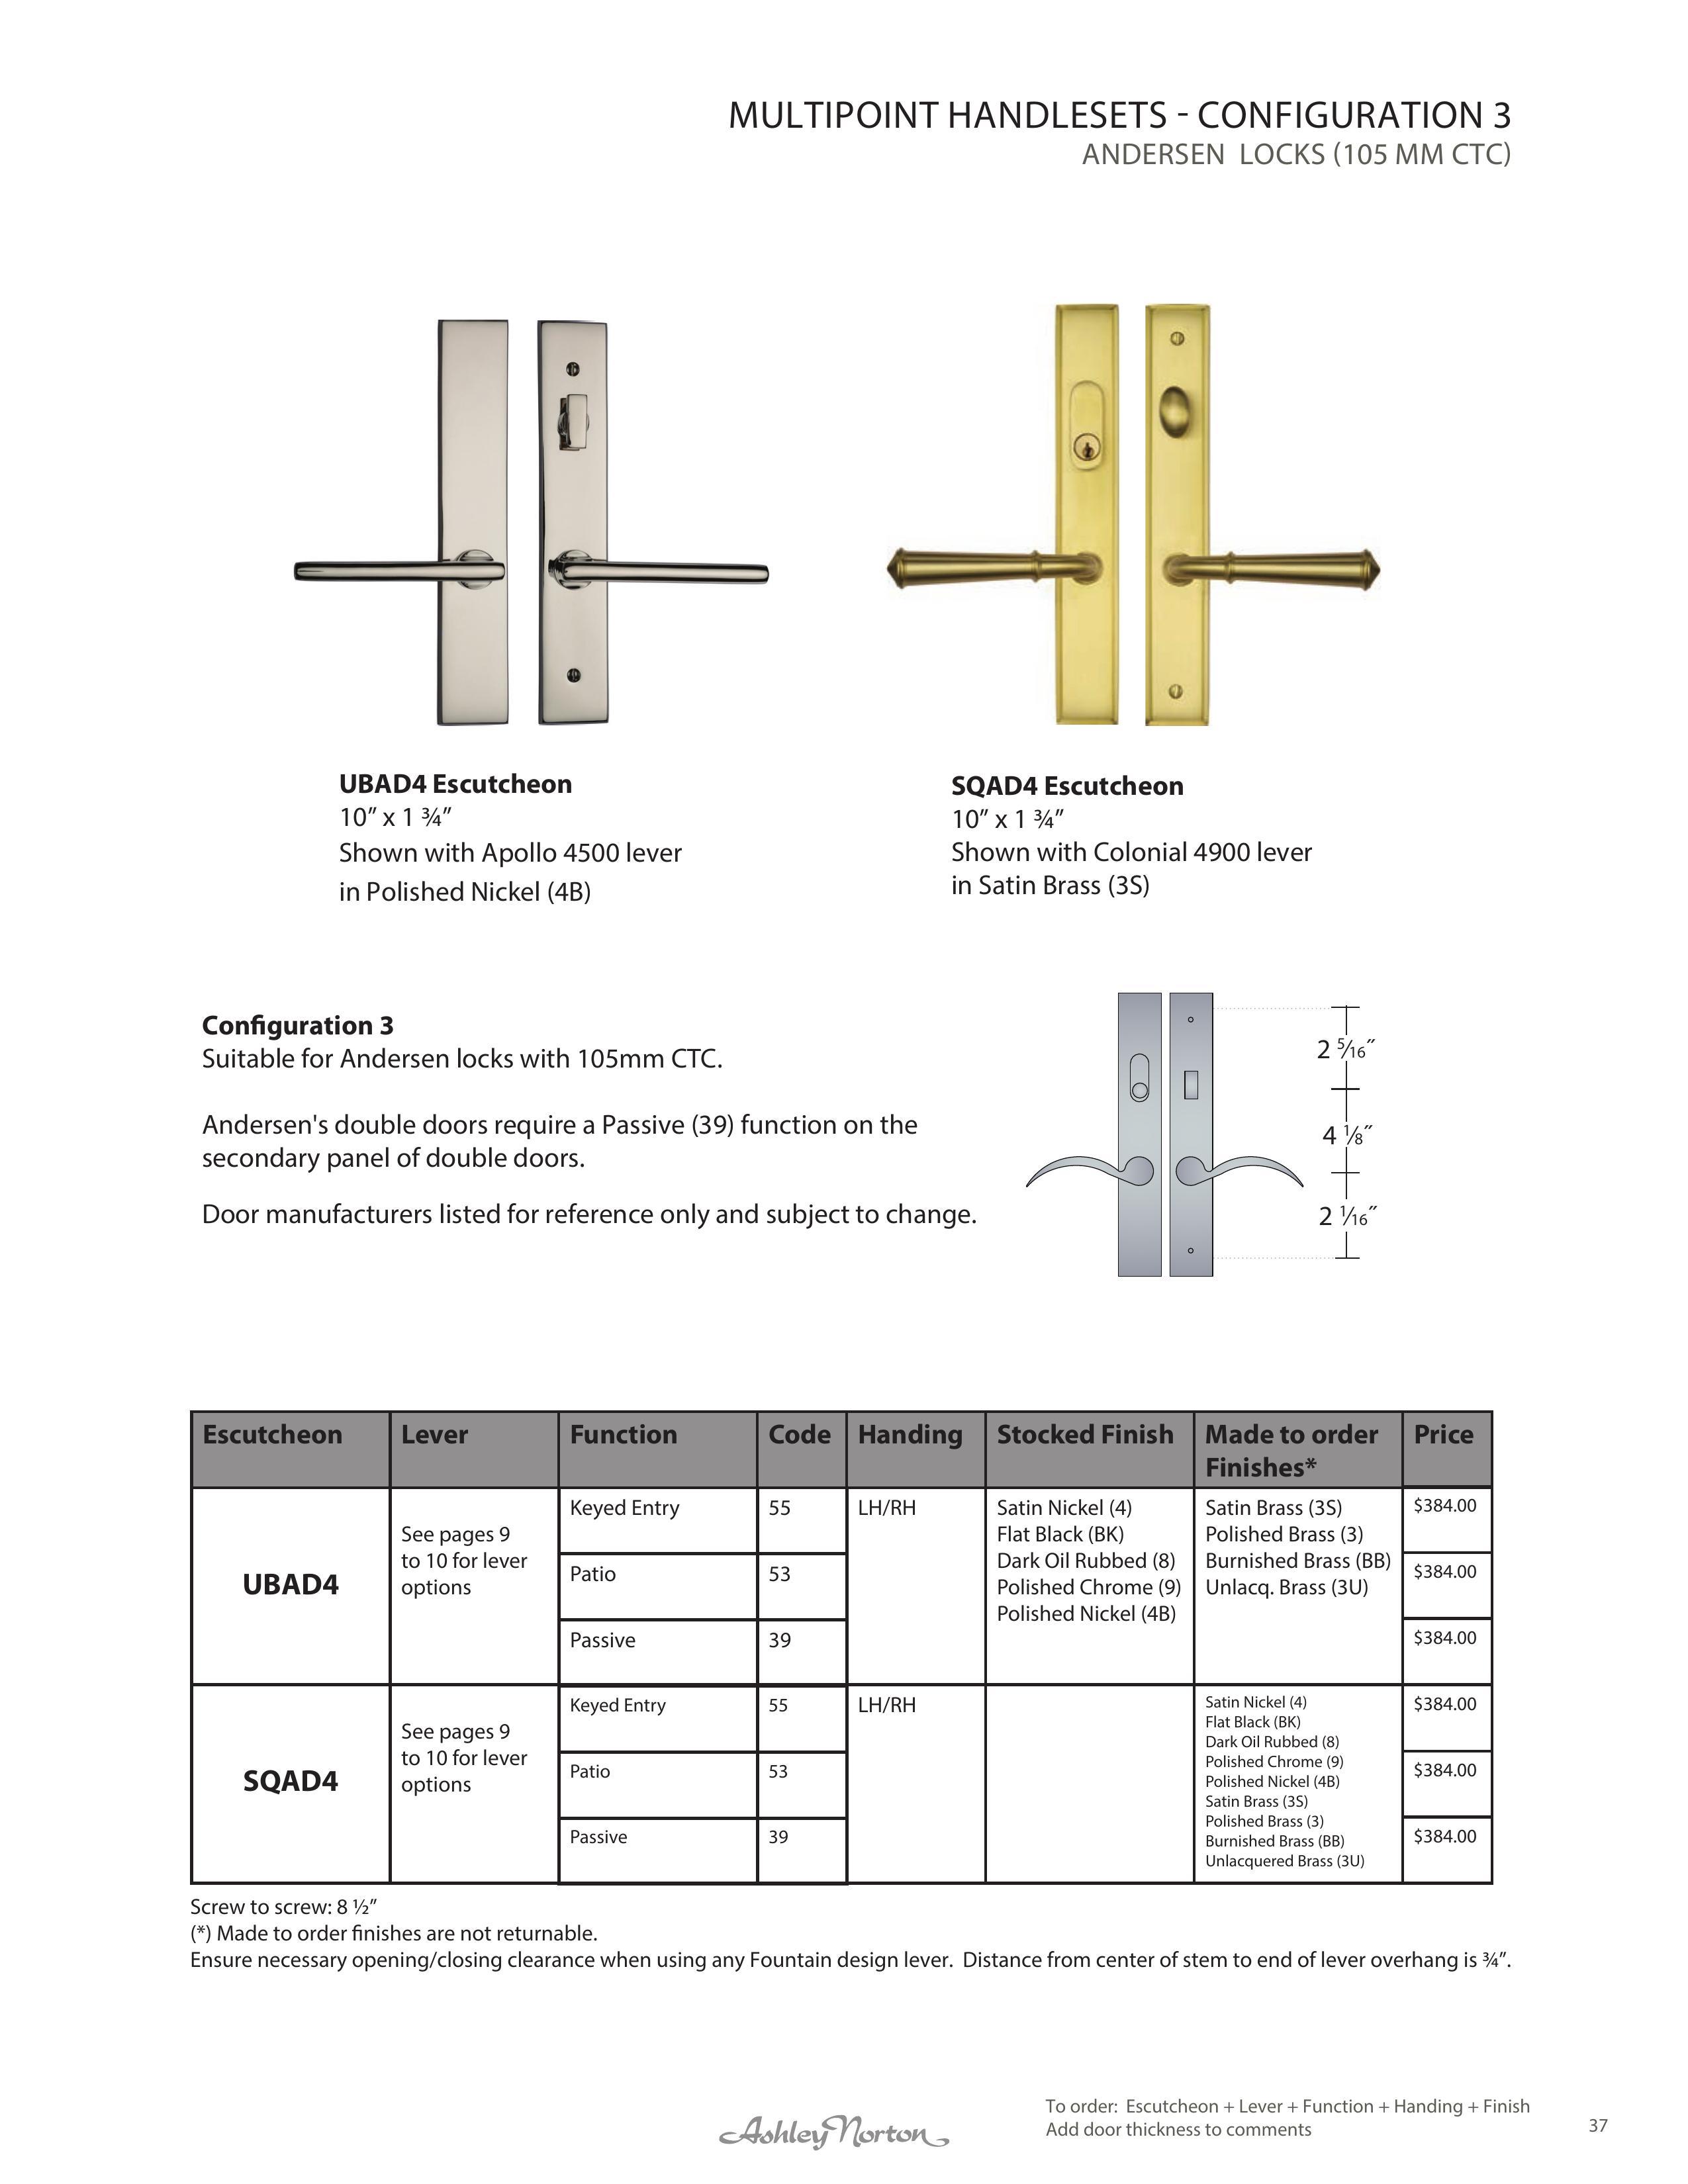 MULTIPOINT HANDLESETS - CONFIGURATION 3
ANDERSEN LOCKS (105 MM CTC)
UBAD4 Escutcheon
10” x 1 ¾”
Shown with Apollo 4500 lever
in Polished Nickel (4B)
SQAD4 Escutcheon
10” x 1 ¾”
Shown with Colonial 4900 lever
in Satin Brass (3S)
Configuration 3
Suitable for Andersen locks with 105mm CTC.
Andersen's double doors require a Passive (39) function on the
secondary panel of double doors.
Door manufacturers listed for reference only and subject to change.
2 5⁄16˝
4 1⁄8˝
2 1⁄16˝
Escutcheon Lever Function Code Handing Stocked Finish Made to order Price
Finishes*
UBAD4
See pages 9
to 10 for lever
options
Keyed Entry 55
Patio 53
Passive 39
LH/RH
Satin Nickel (4)
Flat Black (BK)
Dark Oil Rubbed (8)
Polished Chrome (9)
Polished Nickel (4B)
Satin Brass (3S)
Polished Brass (3)
Burnished Brass (BB)
Unlacq. Brass (3U)
$384.00
$384.00
$384.00
SQAD4
See pages 9
to 10 for lever
options
Keyed Entry 55
Patio 53
Passive 39
LH/RH
Satin Nickel (4)
Flat Black (BK)
Dark Oil Rubbed (8)
Polished Chrome (9)
Polished Nickel (4B)
Satin Brass (3S)
Polished Brass (3)
Burnished Brass (BB)
Unlacquered Brass (3U)
$384.00
$384.00
$384.00
Screw to screw: 8 ½”
(*) Made to order finishes are not returnable.
Ensure necessary opening/closing clearance when using any Fountain design lever. Distance from center of stem to end of lever overhang is ¾”.
Ashley Norton
To order: Escutcheon + Lever + Function + Handing + Finish
Add door thickness to comments
37